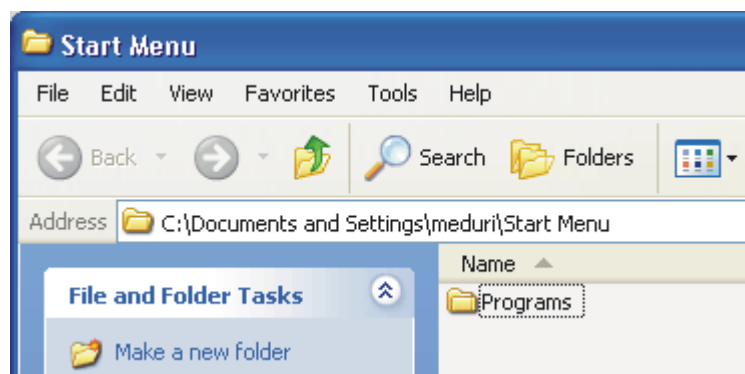 Start Menu
File Edit View Favorites Tools Help
Back Search Folders
Address C:\Documents and Settings\meduri\Start Menu
Name
File and Folder Tasks
Programs
Make a new folder